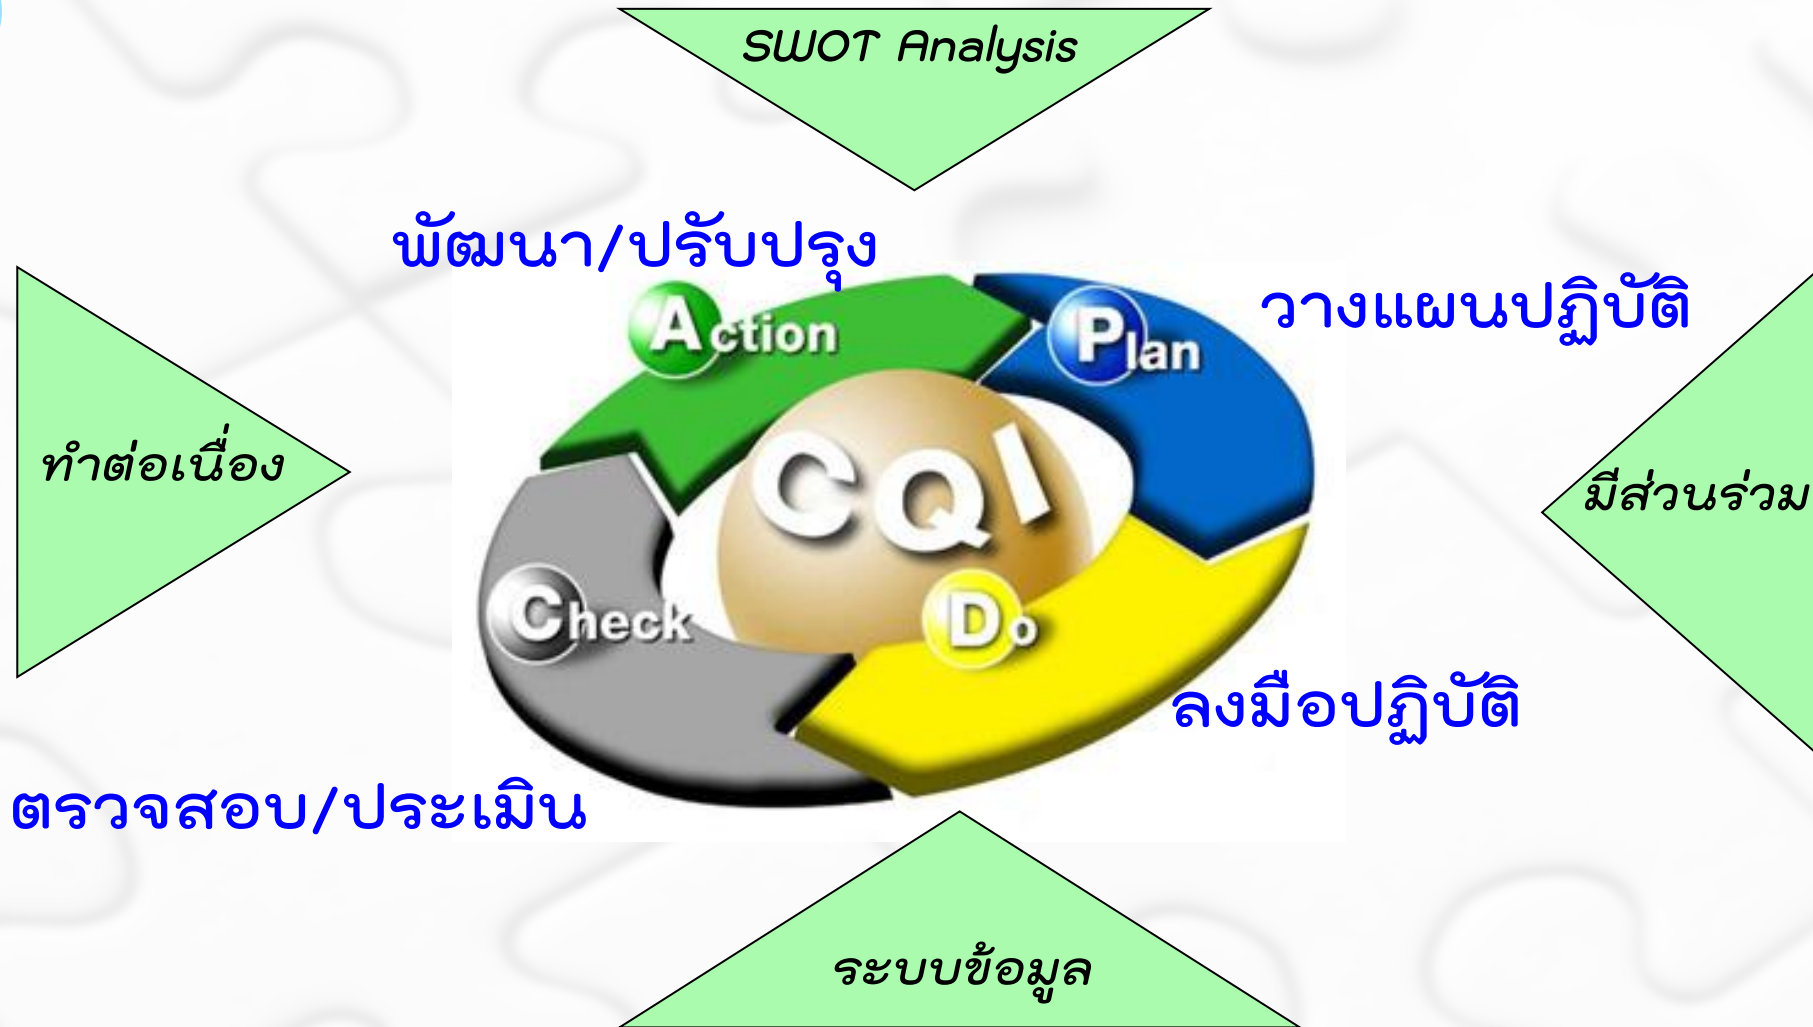 SWOT Analysis
พัฒนา/ปรับปรุง
วางแผนปฏิบัติ
Action
Plan
ทำต่อเนื่อง
CQI
มีส่วนร่วม
Check
Do
ลงมือปฏิบัติ
ตรวจสอบ/ประเมิน
ระบบข้อมูล